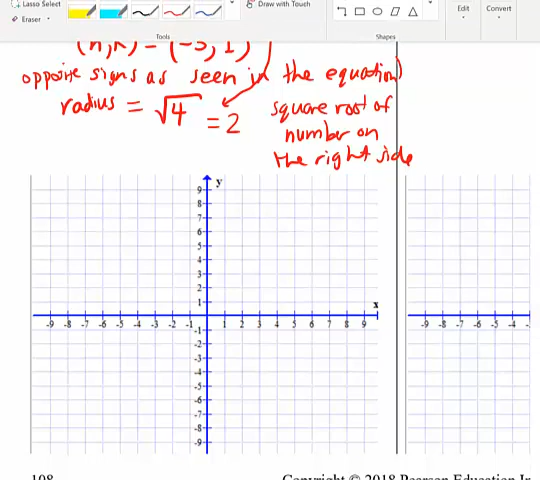 Lasso Select
Eraser
Draw with Touch
Edit
Convert
Tools
Shapes
(h,k) = (-3, 1)
opposite signs as seen in the equation)
radius = √4 = 2
square root of
number on
the right side
y
9
8
7
6
5
4
3
2
1
x
-9 -8 -7 -6 -5 -4 -3 -2 -1 1 2 3 4 5 6 7 8 9
-9 -8 -7 -6 -5 -4
-1
-2
-3
-4
-5
-6
-7
-8
-9
108
Copyright © 2018 Pearson Education In